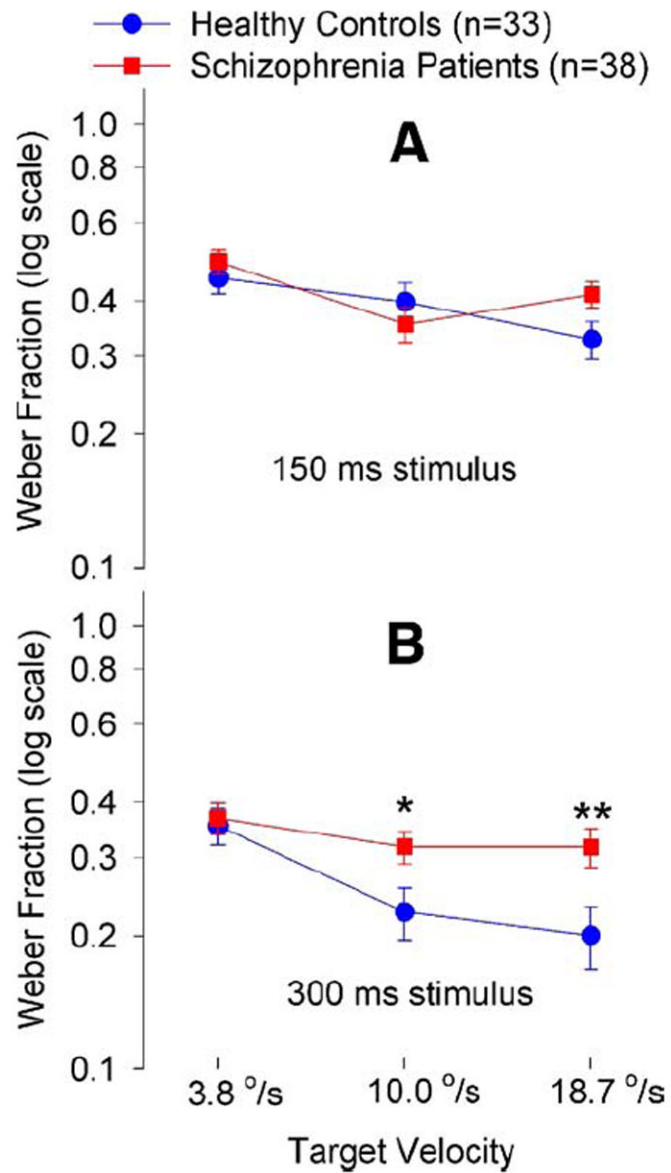 Healthy Controls (n=33)
Schizophrenia Patients (n=38)
A
Weber Fraction (log scale)
1.0
0.8
0.6
0.4
0.3
0.2
0.1
150 ms stimulus
B
Weber Fraction (log scale)
1.0
0.8
0.6
0.4
0.3
0.2
0.1
*
**
300 ms stimulus
3.8 °/s 10.0 °/s 18.7 °/s
Target Velocity